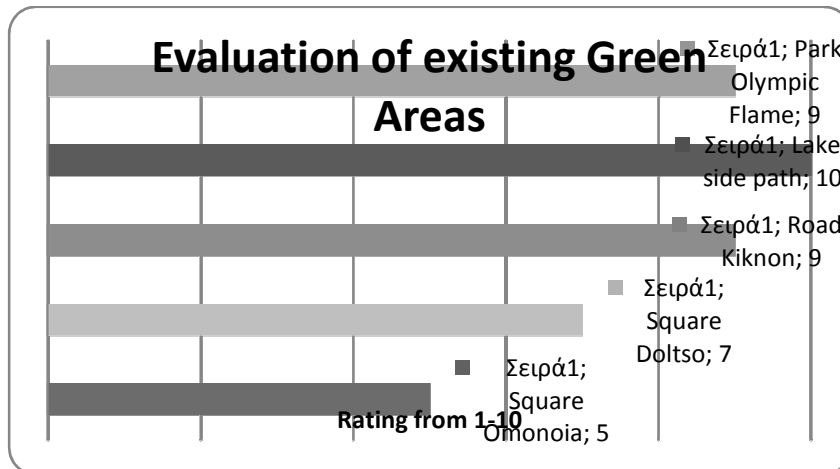 Evaluation of existing Green
Areas
Σειρά1; Park
Olympic
Flame; 9
Σειρά1; Lake
side path; 10
Σειρά1; Road
Kiknon; 9
Σειρά1;
Square
Doltso; 7
Σειρά1;
Square
Omonoia; 5
Rating from 1-10